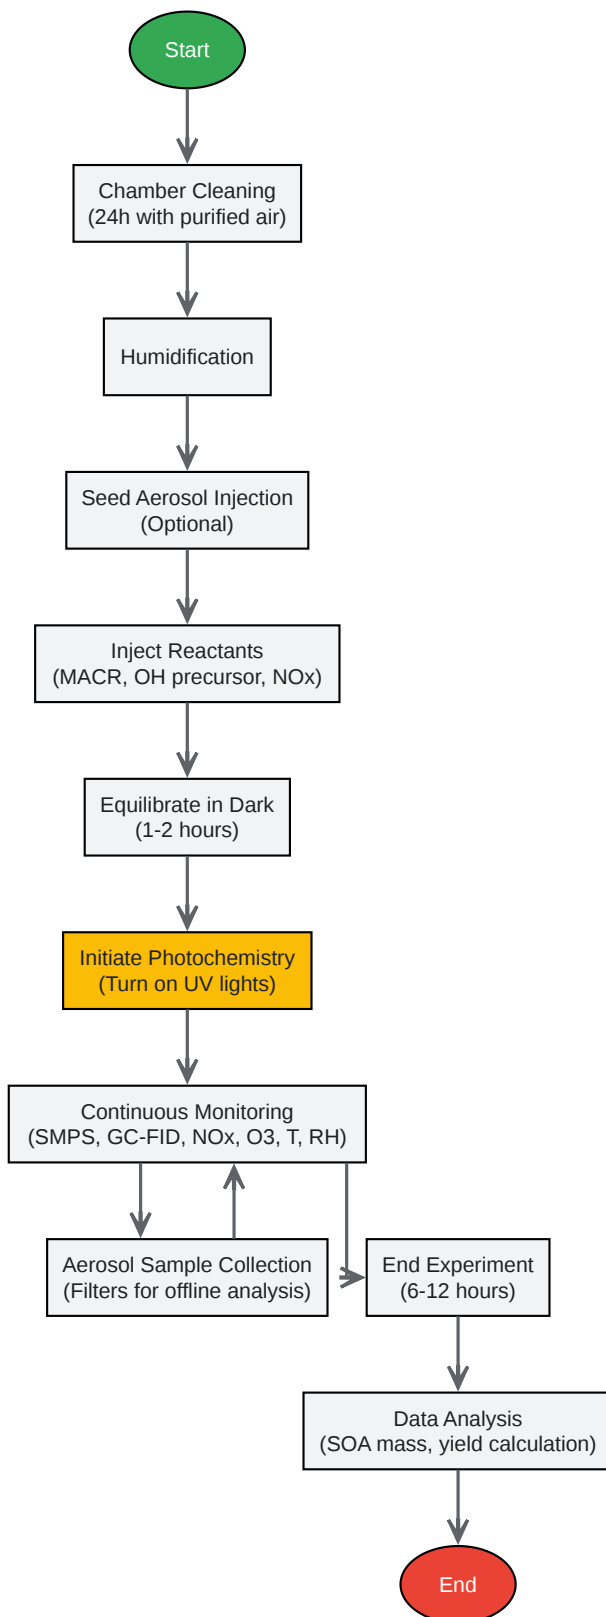 Start
Chamber Cleaning
(24h with purified air)
Humidification
Seed Aerosol Injection
(Optional)
Inject Reactants
(MACR, OH precursor, NOx)
Equilibrate in Dark
(1-2 hours)
Initiate Photochemistry
(Turn on UV lights)
Continuous Monitoring
(SMPS, GC-FID, NOx, O3, T, RH)
Aerosol Sample Collection
(Filters for offline analysis)
End Experiment
(6-12 hours)
Data Analysis
(SOA mass, yield calculation)
End